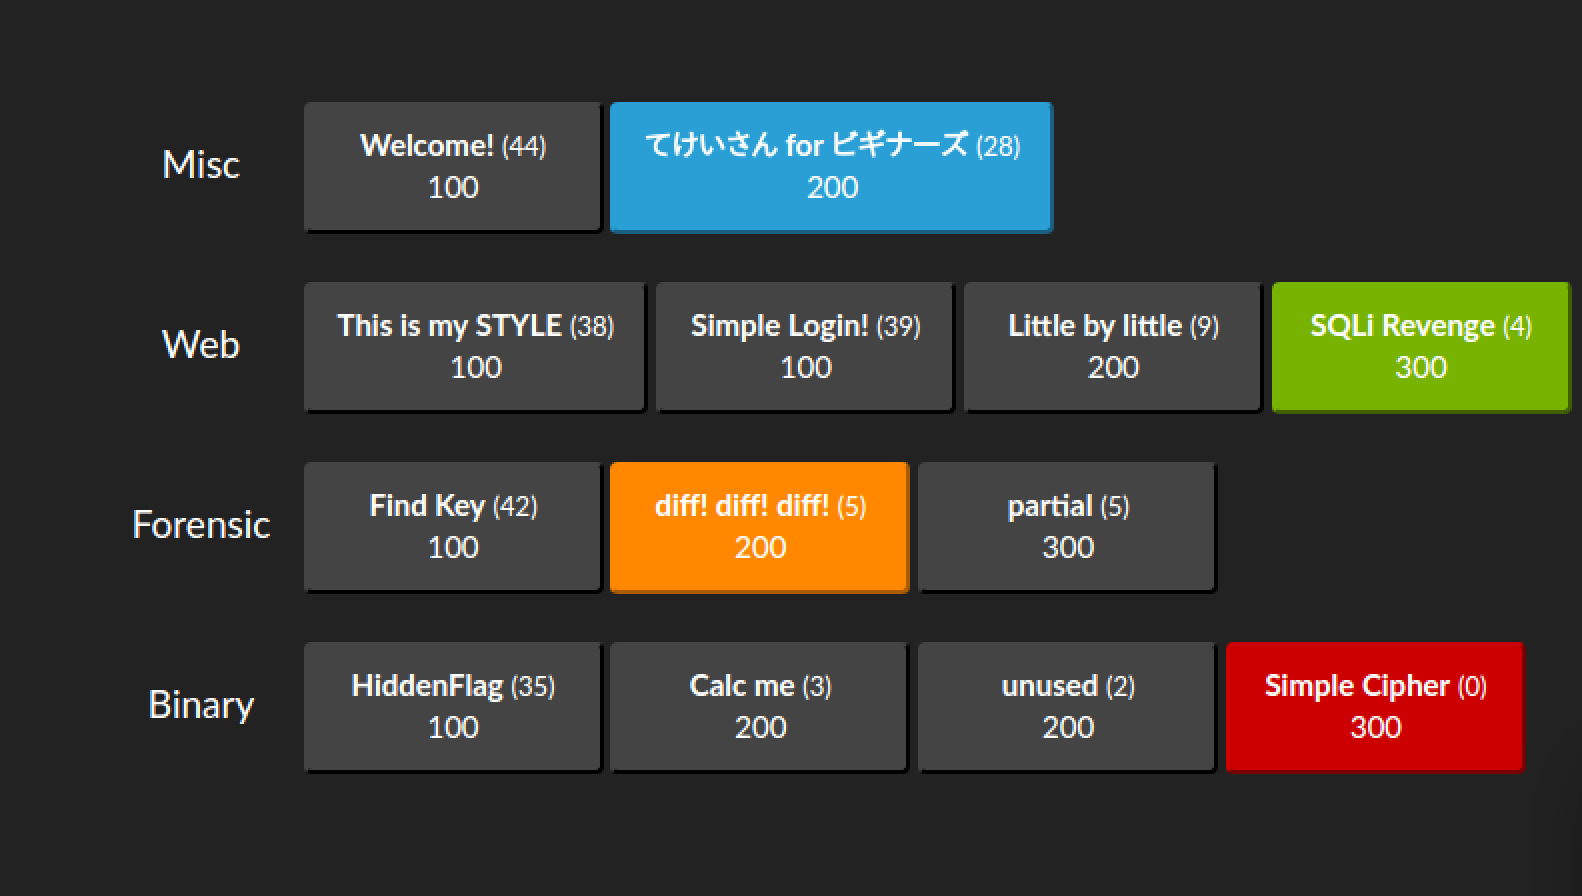 Misc
Welcome! (44)
100
てけいさん for ビギナーズ (28)
200
Web
This is my STYLE (38)
100
Simple Login! (39)
100
Little by little (9)
200
SQLi Revenge (4)
300
Forensic
Find Key (42)
100
diff! diff! diff! (5)
200
partial (5)
300
Binary
HiddenFlag (35)
100
Calc me (3)
200
unused (2)
200
Simple Cipher (0)
300